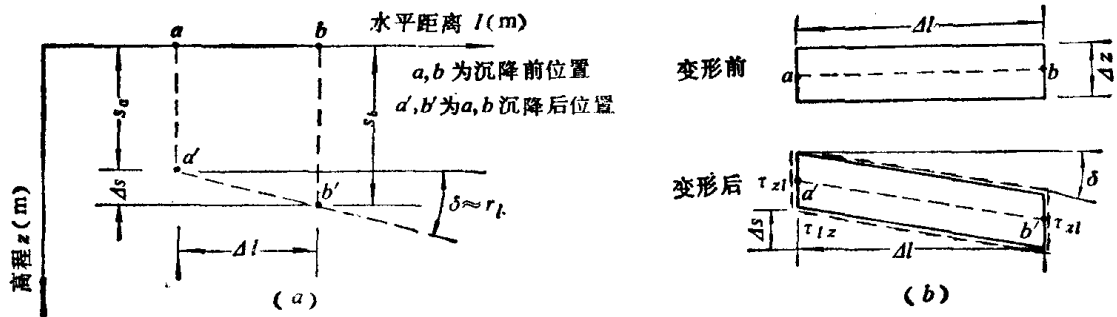 水平距离 l(m)
a
b
a,b 为沉降前位置
a′,b′为a,b 沉降后位置
s_a
s_b
a′
b′
Δs
δ≈r_l.
Δl
高程 z(m)
(a)
变形前
Δl
a
b
Δz
变形后
τ_zl
a′
δ
Δs
τ_lz
Δl
b′
τ_zl
(b)